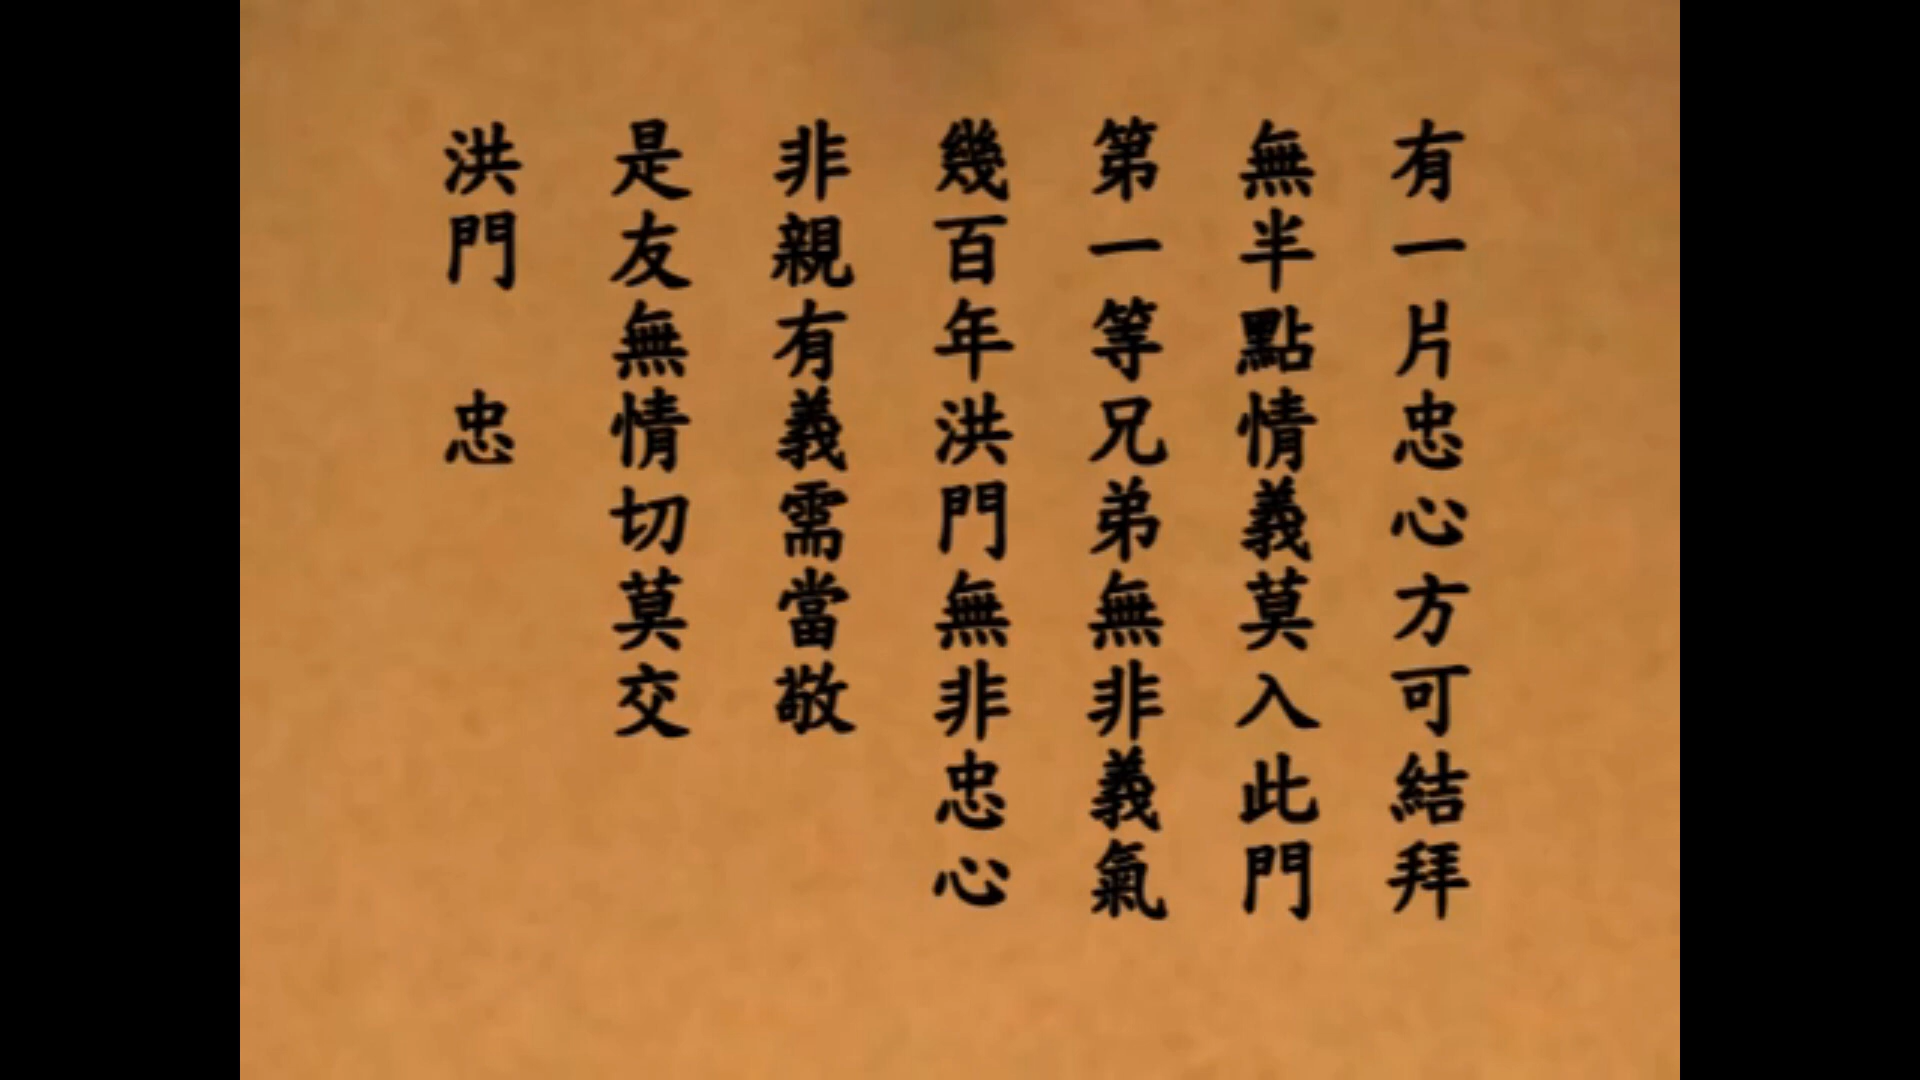 有一片忠心方可結拜
無半點情義莫入此門
第一等兄弟無非義氣
幾百年洪門無非忠心
非親有義需當敬
是友無情切莫交
洪門　忠